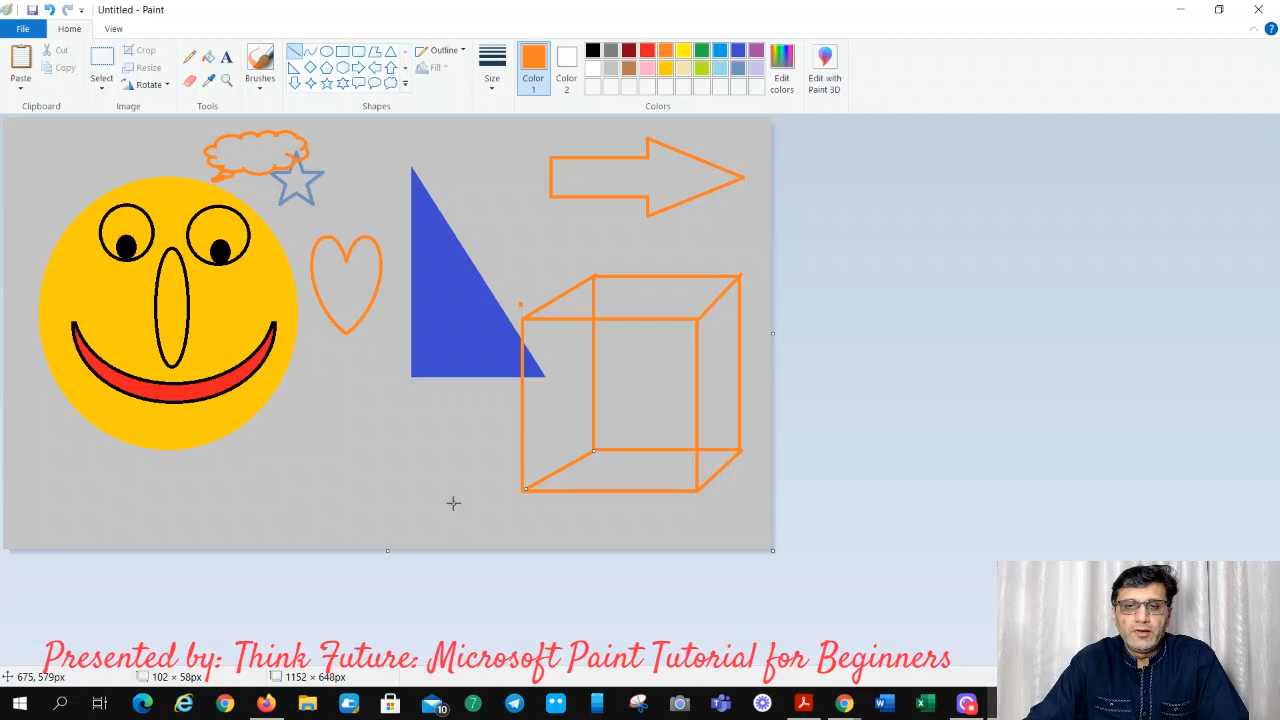 Untitled - Paint
File Home View
Paste
Cut
Copy
Clipboard
Select
Crop
Resize
Rotate
Image
A
Tools
Brushes
Outline
Fill
Shapes
Size
Color 1
Color 2
Edit colors
Colors
Edit with Paint 3D
Presented by: Think Future: Microsoft Paint Tutorial for Beginners
675, 579px 102 × 58px 1152 × 648px
10